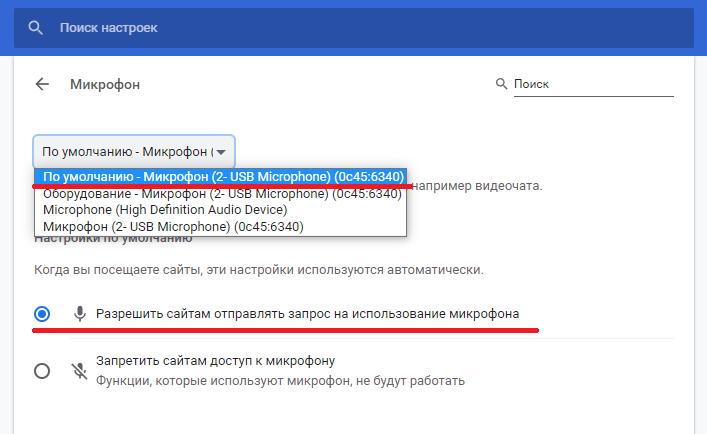 Поиск настроек
Микрофон
Поиск
По умолчанию - Микрофон (
По умолчанию - Микрофон (2- USB Microphone) (0c45:6340)
например видеочата.
Оборудование - Микрофон (2- USB Microphone) (0c45:6340)
Microphone (High Definition Audio Device)
Микрофон (2- USB Microphone) (0c45:6340)
Настройки по умолчанию
Когда вы посещаете сайты, эти настройки используются автоматически.
Разрешить сайтам отправлять запрос на использование микрофона
Запретить сайтам доступ к микрофону
Функции, которые используют микрофон, не будут работать